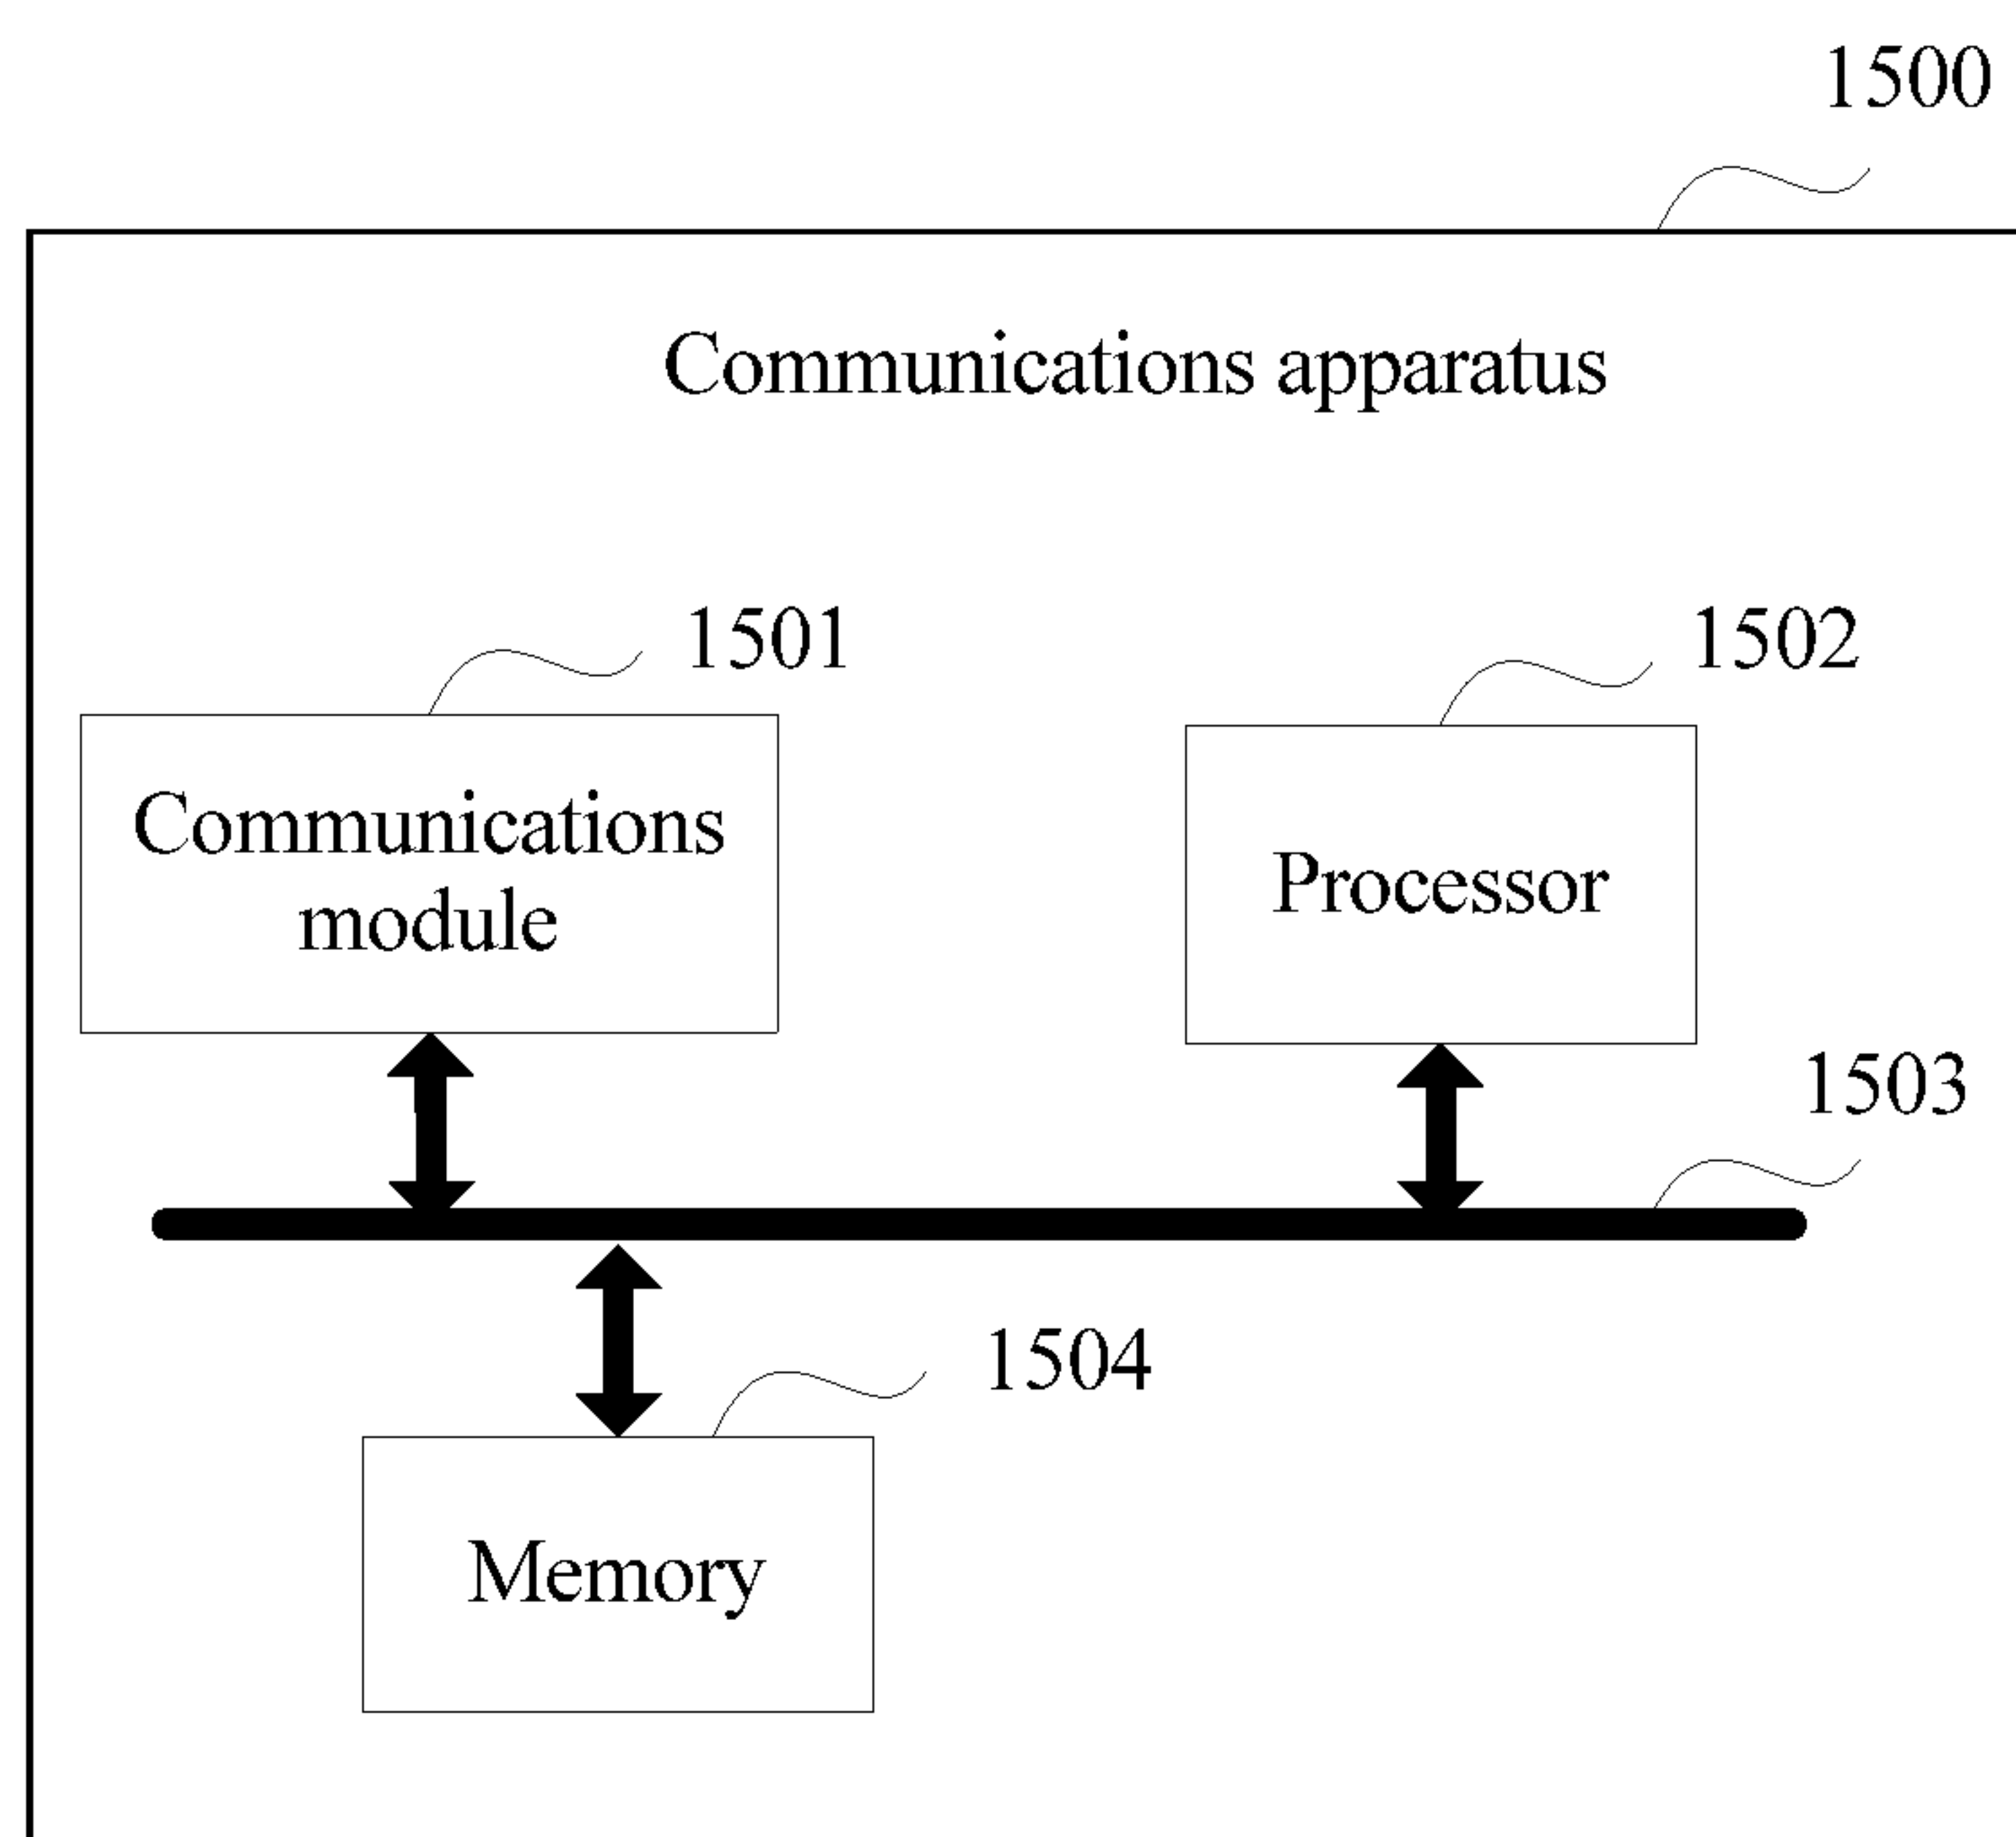 1500
Communications apparatus
1501
1502
Communications
module
Processor
1503
1504
Memory